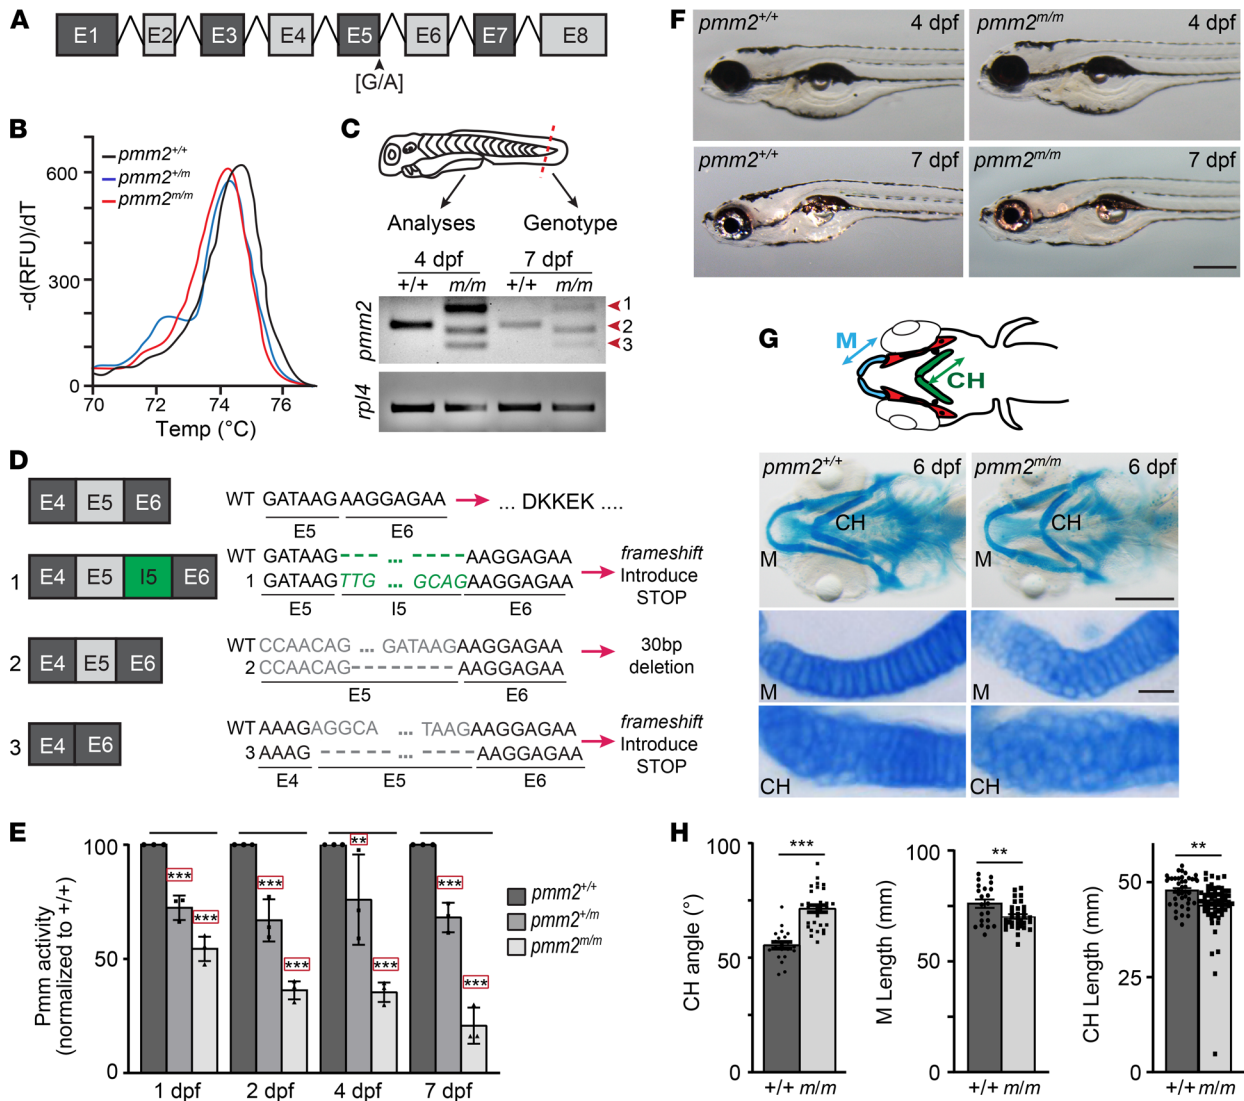 A
E1 E2 E3 E4 E5 E6 E7 E8
[G/A]
B
-d(RFU)/dT
600
300
0
70 72 74 76
Temp (°C)
pmm2+/+
pmm2+/m
pmm2m/m
C
Analyses Genotype
4 dpf 7 dpf
+/+ m/m +/+ m/m
pmm2
1
2
3
rpl4
D
E4 E5 E6
WT GATAAG AAGGAGAA ... DKKEK ....
E5 E6
1 E4 E5 I5 E6
WT GATAAG---- ... -----AAGGAGAA
1 GATAAG TTG ... GCAG AAGGAGAA
E5 I5 E6
frameshift
Introduce
STOP
2 E4 E5 E6
WT CCAACAG ... GATAAGAAGGAGAA
2 CCAACAG--------- AAGGAGAA
E5 E6
30bp
deletion
3 E4 E6
WT AAAGAGGCA ... TAAGAAGGAGAA
3 AAAG ------ ... ----- AAGGAGAA
E4 E5 E6
frameshift
Introduce
STOP
E
Pmm activity
(normalized to +/+)
100
50
0
*** *** *** *** ** *** *** ***
1 dpf 2 dpf 4 dpf 7 dpf
pmm2+/+
pmm2+/m
pmm2m/m
F
pmm2+/+ 4 dpf
pmm2m/m 4 dpf
pmm2+/+ 7 dpf
pmm2m/m 7 dpf
G
M
CH
pmm2+/+ 6 dpf
CH
M
pmm2m/m 6 dpf
CH
M
M
M
CH
CH
H
CH angle (°)
100
50
0
***
+/+ m/m
M Length (mm)
100
50
0
**
+/+ m/m
CH Length (mm)
50
25
0
**
+/+ m/m